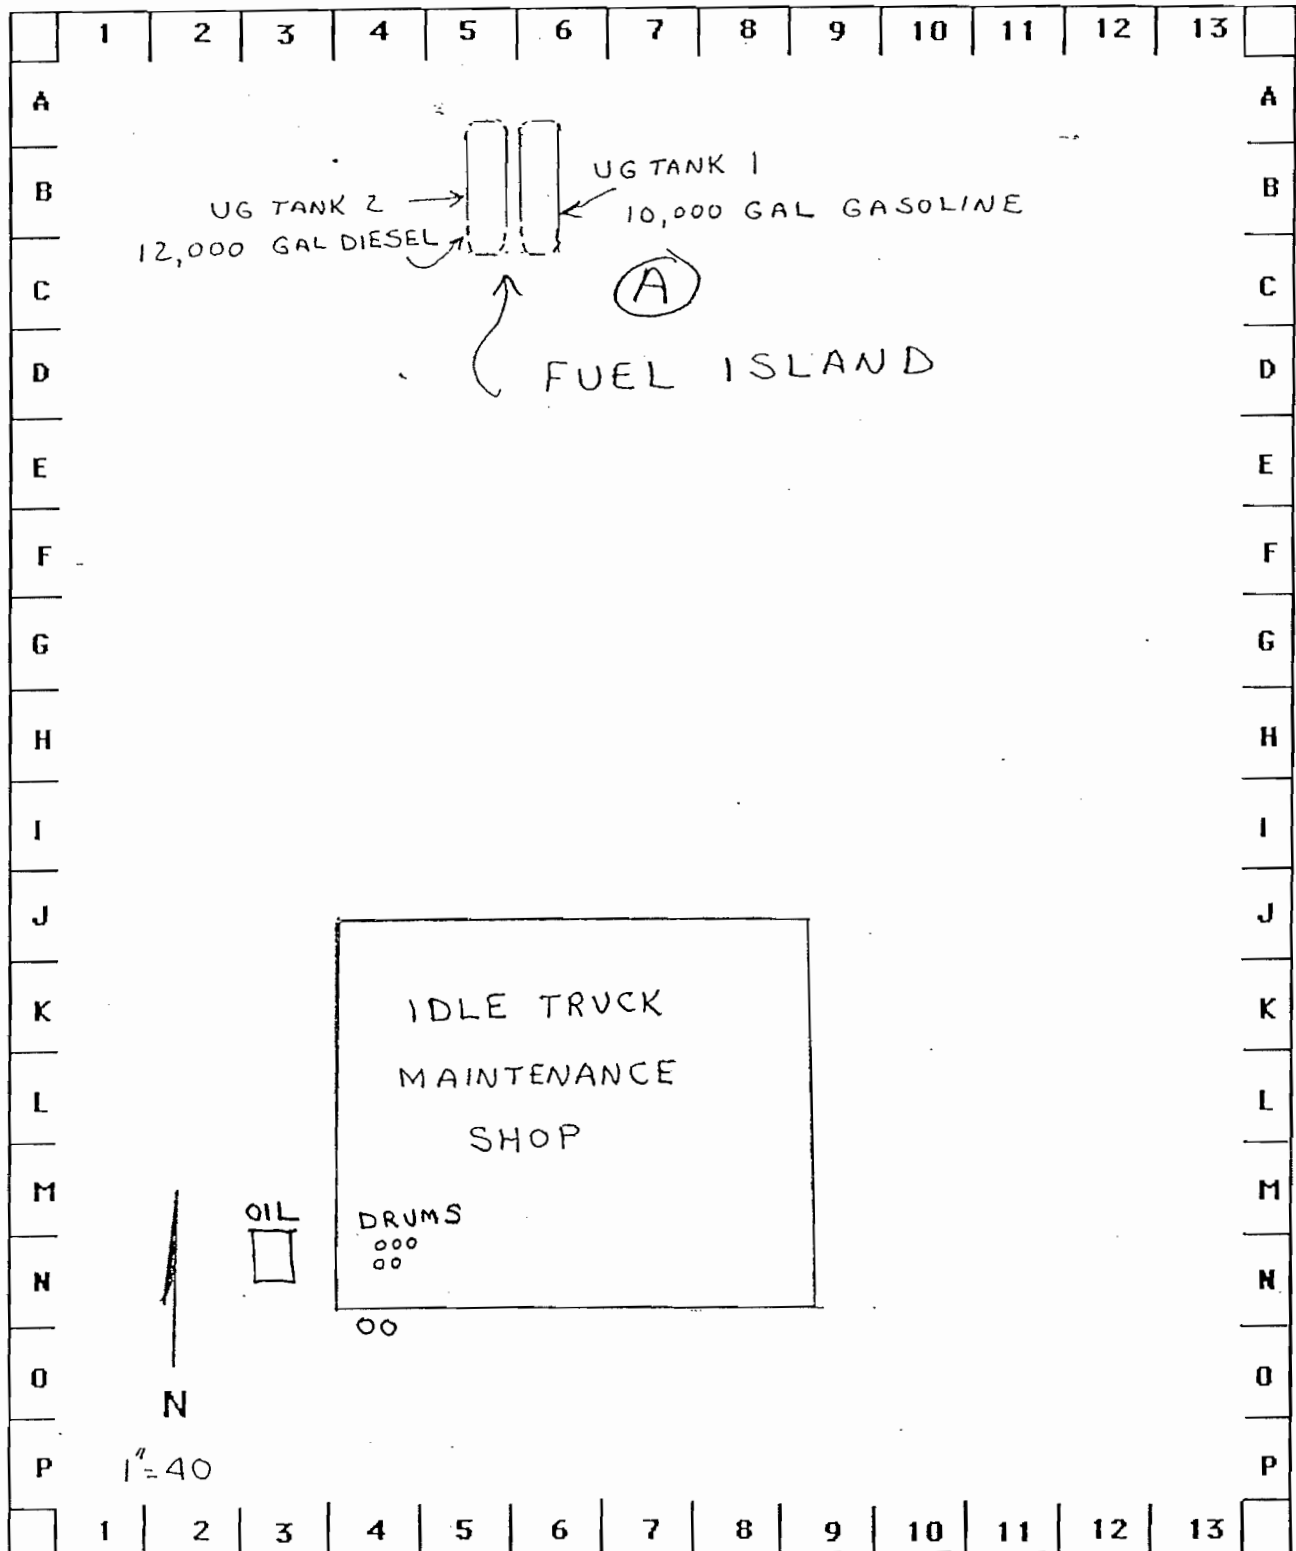 1 2 3 4 5 6 7 8 9 10 11 12 13
A A
UG TANK 1
B B
UG TANK 2
10,000 GAL GASOLINE
12,000 GAL DIESEL
C A C
D FUEL ISLAND D
E E
F F
G G
H H
I I
J J
K IDLE TRUCK K
MAINTENANCE
L L
SHOP
M M
OIL DRUMS
N N
O O
N
P 1"=40 P
1 2 3 4 5 6 7 8 9 10 11 12 13